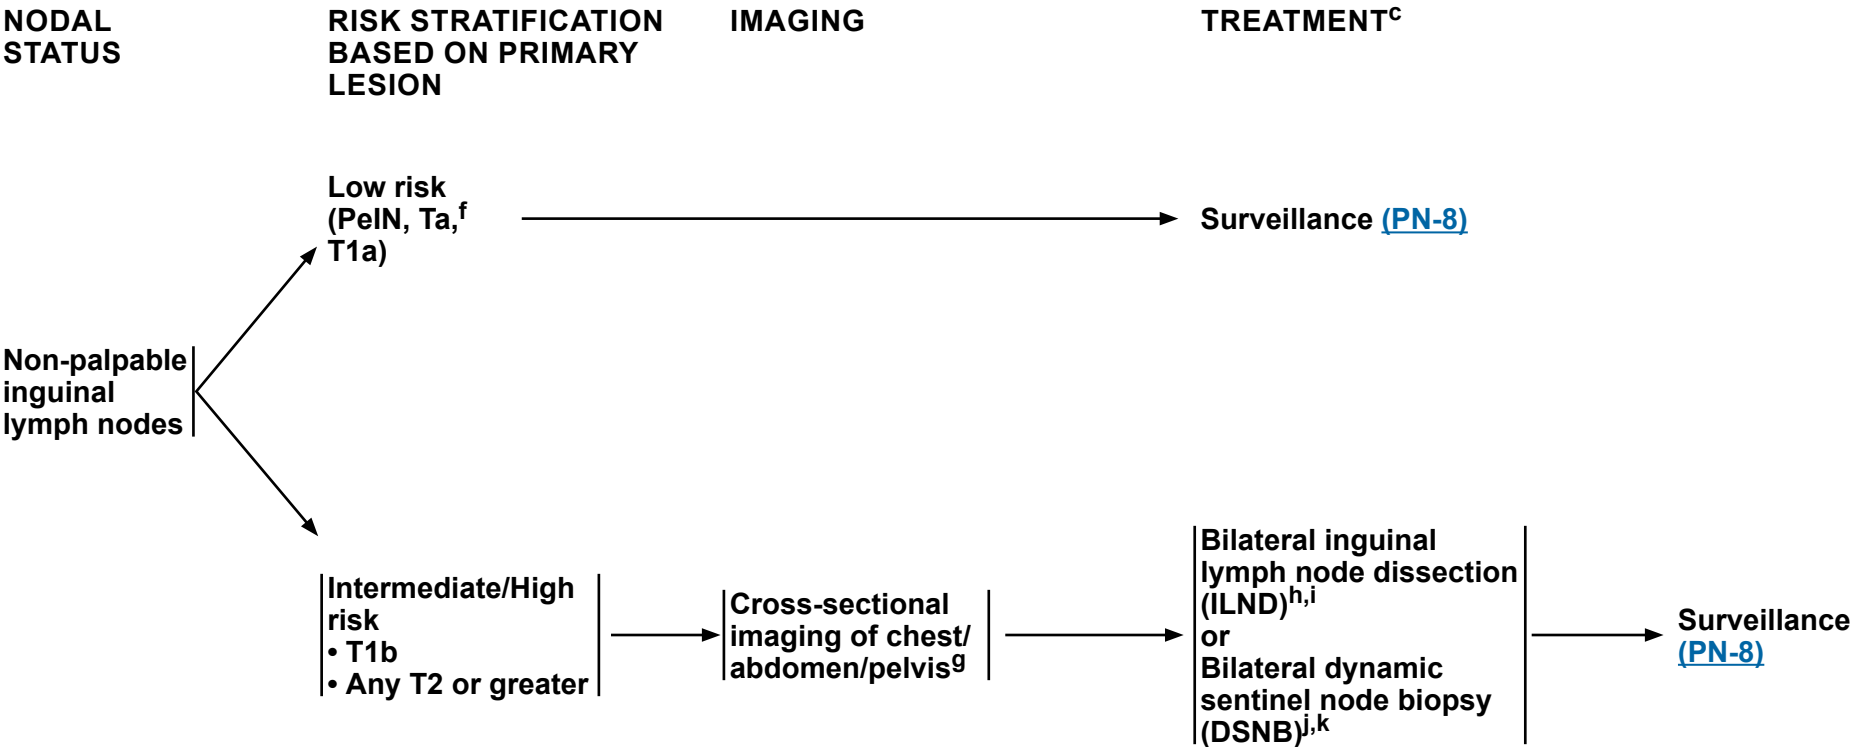 NODAL
STATUS
RISK STRATIFICATION
BASED ON PRIMARY
LESION
IMAGING
TREATMENTc
Low risk
(PeIN, Ta,f
T1a)
Surveillance (PN-8)
Non-palpable
inguinal
lymph nodes
Intermediate/High
risk
• T1b
• Any T2 or greater
Cross-sectional
imaging of chest/
abdomen/pelvisg
Bilateral inguinal
lymph node dissection
(ILND)h,i
or
Bilateral dynamic
sentinel node biopsy
(DSNB)j,k
Surveillance
(PN-8)